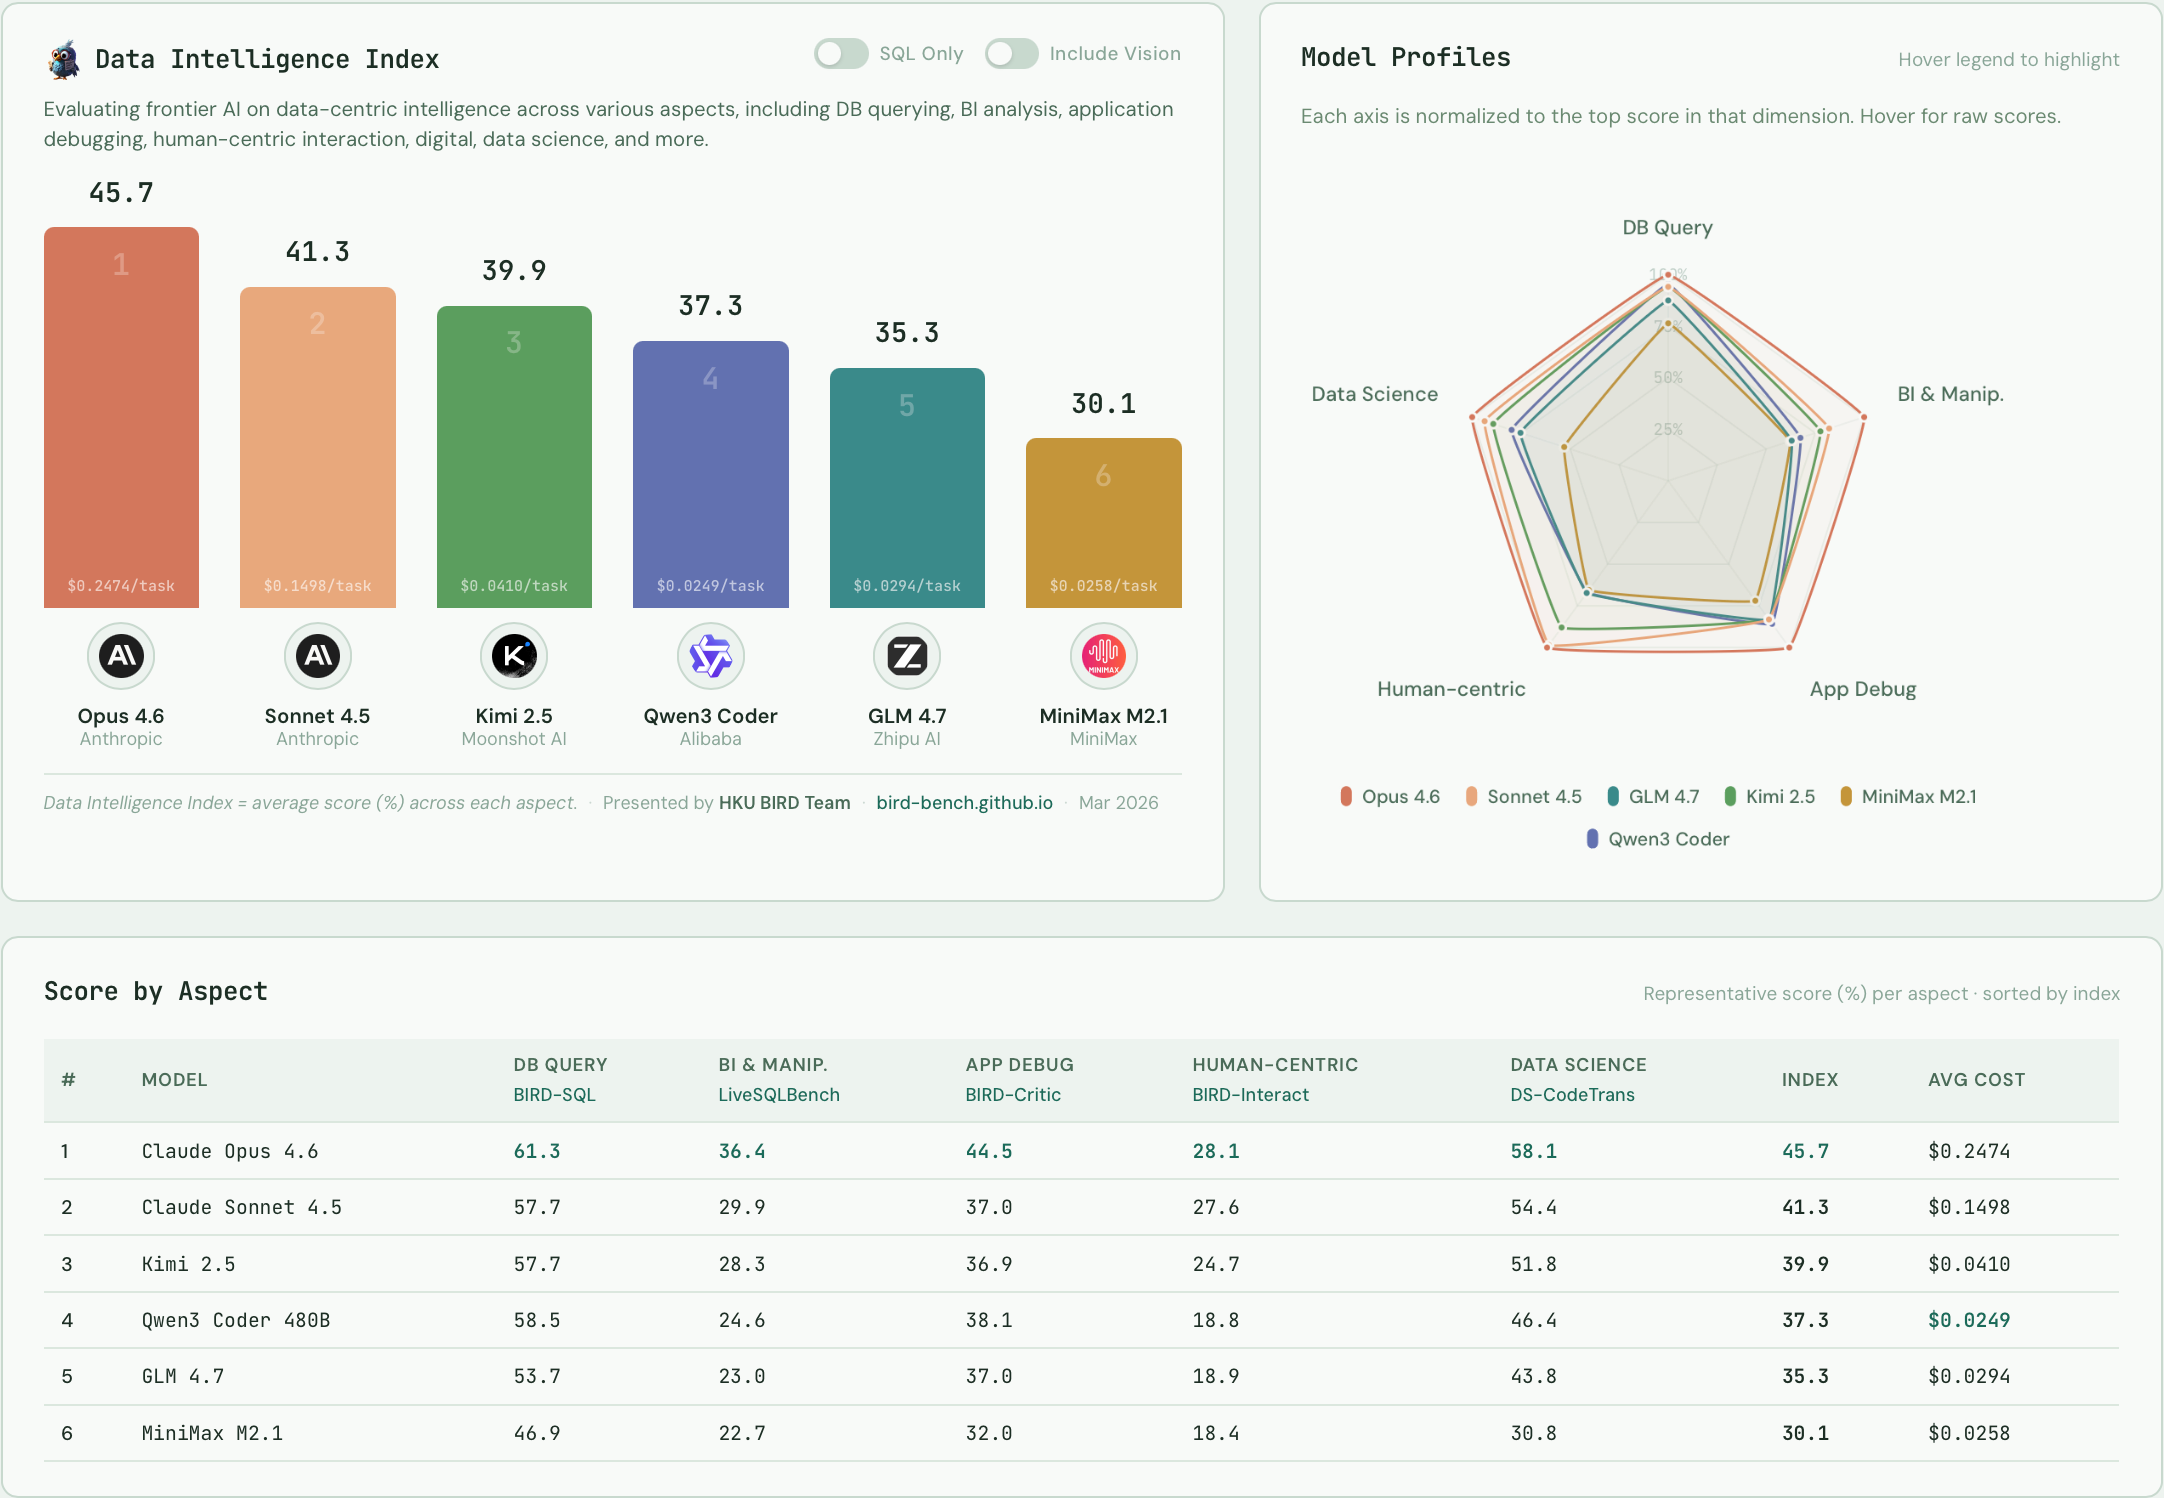 Data Intelligence Index
SQL Only
Include Vision
Evaluating frontier AI on data-centric intelligence across various aspects, including DB querying, BI analysis, application
debugging, human-centric interaction, digital, data science, and more.
45.7
41.3
39.9
37.3
35.3
30.1
1
2
3
4
5
6
$0.2474/task
$0.1498/task
$0.0410/task
$0.0249/task
$0.0294/task
$0.0258/task
MINIMAX
Opus 4.6
Anthropic
Sonnet 4.5
Anthropic
Kimi 2.5
Moonshot AI
Qwen3 Coder
Alibaba
GLM 4.7
Zhipu AI
MiniMax M2.1
MiniMax
Data Intelligence Index = average score (%) across each aspect. · Presented by HKU BIRD Team · bird-bench.github.io · Mar 2026
Model Profiles
Hover legend to highlight
Each axis is normalized to the top score in that dimension. Hover for raw scores.
DB Query
100%
75%
50%
25%
Data Science
BI & Manip.
Human-centric
App Debug
Opus 4.6
Sonnet 4.5
GLM 4.7
Kimi 2.5
MiniMax M2.1
Qwen3 Coder
Score by Aspect
Representative score (%) per aspect · sorted by index
# MODEL DB QUERY BI & MANIP. APP DEBUG HUMAN-CENTRIC DATA SCIENCE INDEX AVG COST
BIRD-SQL LiveSQLBench BIRD-Critic BIRD-Interact DS-CodeTrans
1 Claude Opus 4.6 61.3 36.4 44.5 28.1 58.1 45.7 $0.2474
2 Claude Sonnet 4.5 57.7 29.9 37.0 27.6 54.4 41.3 $0.1498
3 Kimi 2.5 57.7 28.3 36.9 24.7 51.8 39.9 $0.0410
4 Qwen3 Coder 480B 58.5 24.6 38.1 18.8 46.4 37.3 $0.0249
5 GLM 4.7 53.7 23.0 37.0 18.9 43.8 35.3 $0.0294
6 MiniMax M2.1 46.9 22.7 32.0 18.4 30.8 30.1 $0.0258